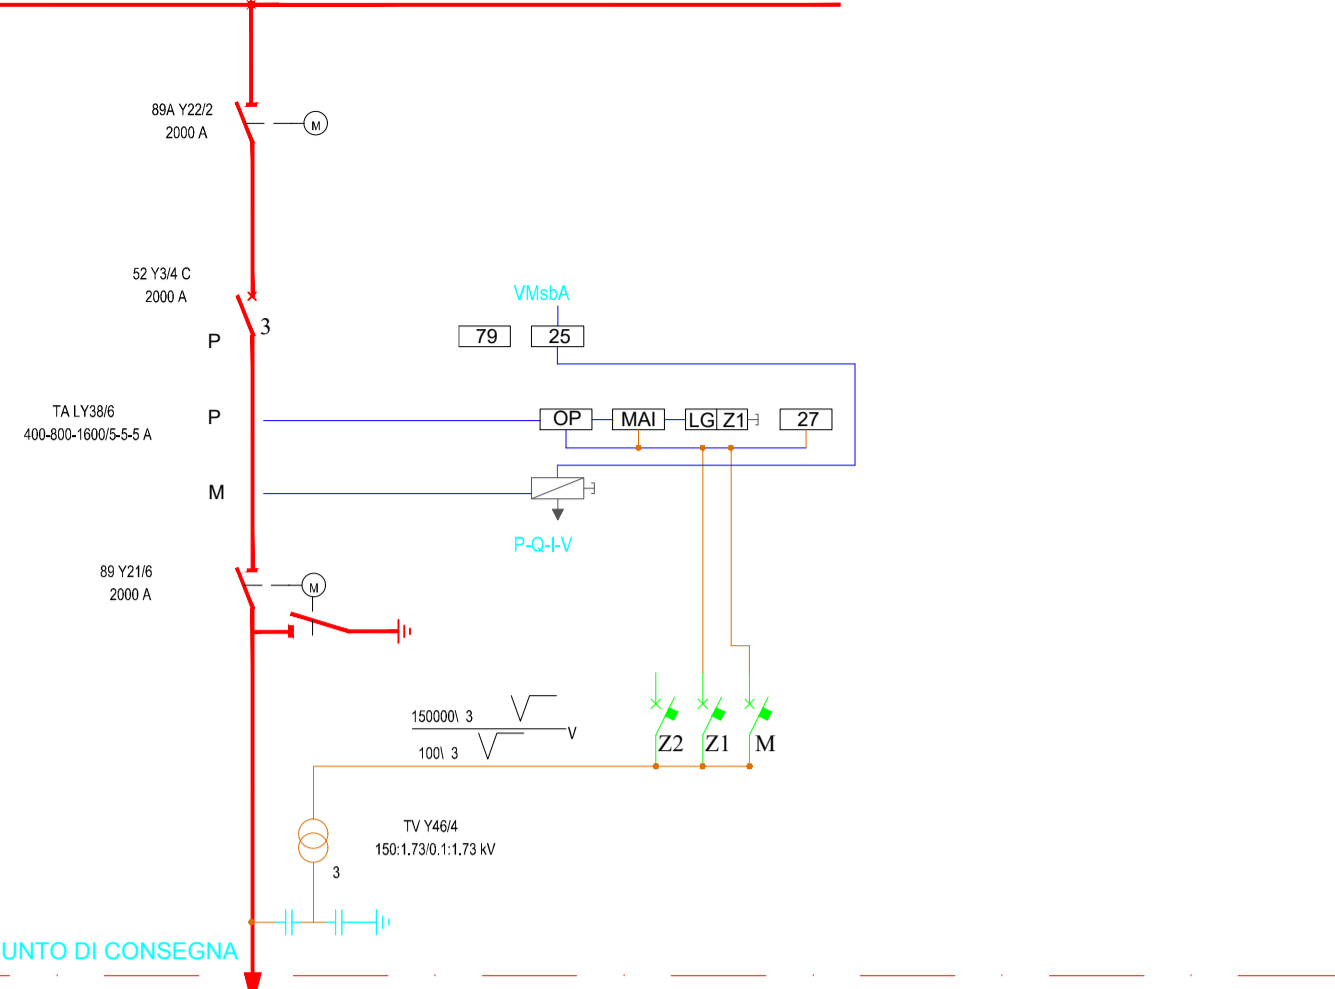 89A Y22/2
2000 A
M
52 Y3/4 C
2000 A
3
P
VMsbA
79
25
TA LY38/6
400-800-1600/5-5-5 A
P
OP
MAI
LG
Z1
27
M
P-Q-I-V
89 Y21/6
2000 A
M
150000\ 3
V
100\ 3
Z2
Z1
M
TV Y46/4
150:1.73/0.1:1.73 kV
3
UNTO DI CONSEGNA